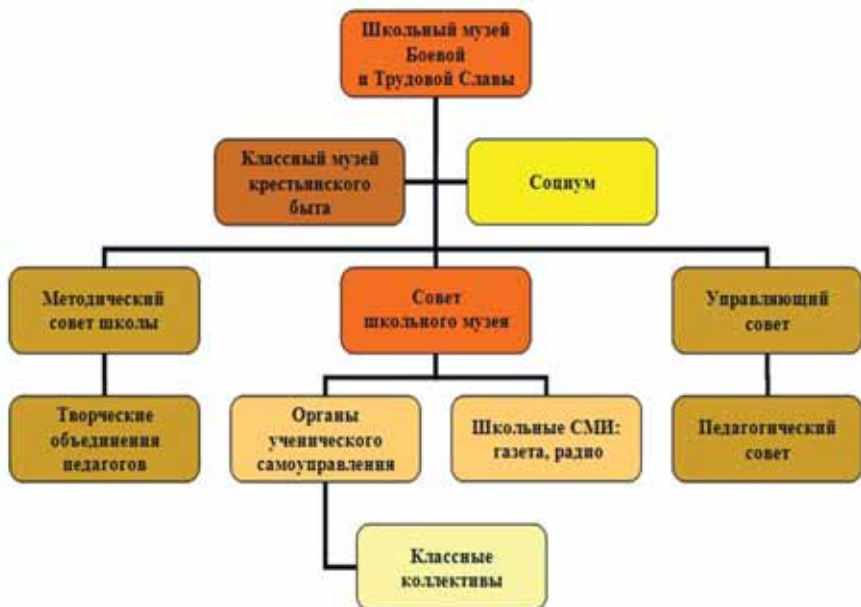 Школьный музей
Боевой
и Трудовой Славы
Классный музей
крестьянского
быта
Социум
Методический
совет школы
Совет
школьного музея
Управляющий
совет
Творческие
объединения
педагогов
Органы
ученического
самоуправления
Школьные СМИ:
газета, радио
Педагогический
совет
Классные
коллективы